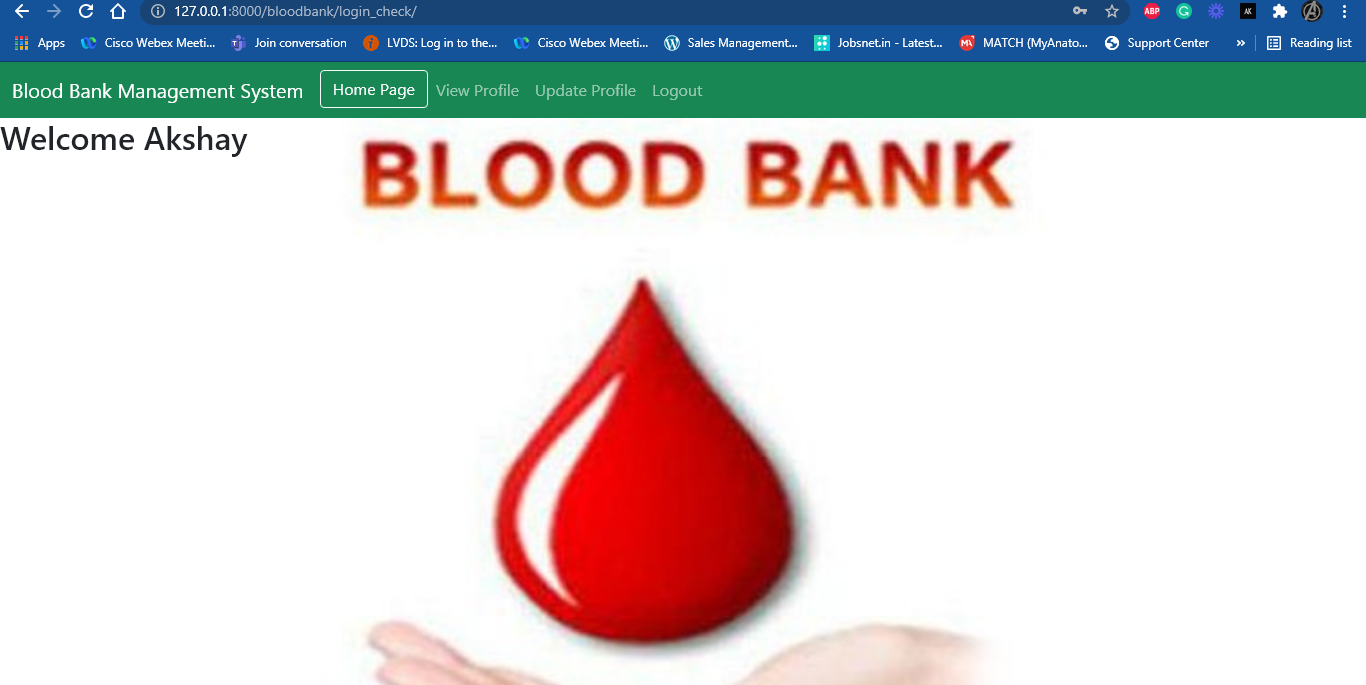 127.0.0.1:8000/bloodbank/login_check/
ABP
AK
Apps Cisco Webex Meeti... Join conversation LVDS: Log in to the... Cisco Webex Meeti... Sales Management... Jobsnet.in - Latest... MATCH (MyAnato... Support Center » Reading list
Blood Bank Management System Home Page View Profile Update Profile Logout
Welcome Akshay
BLOOD BANK